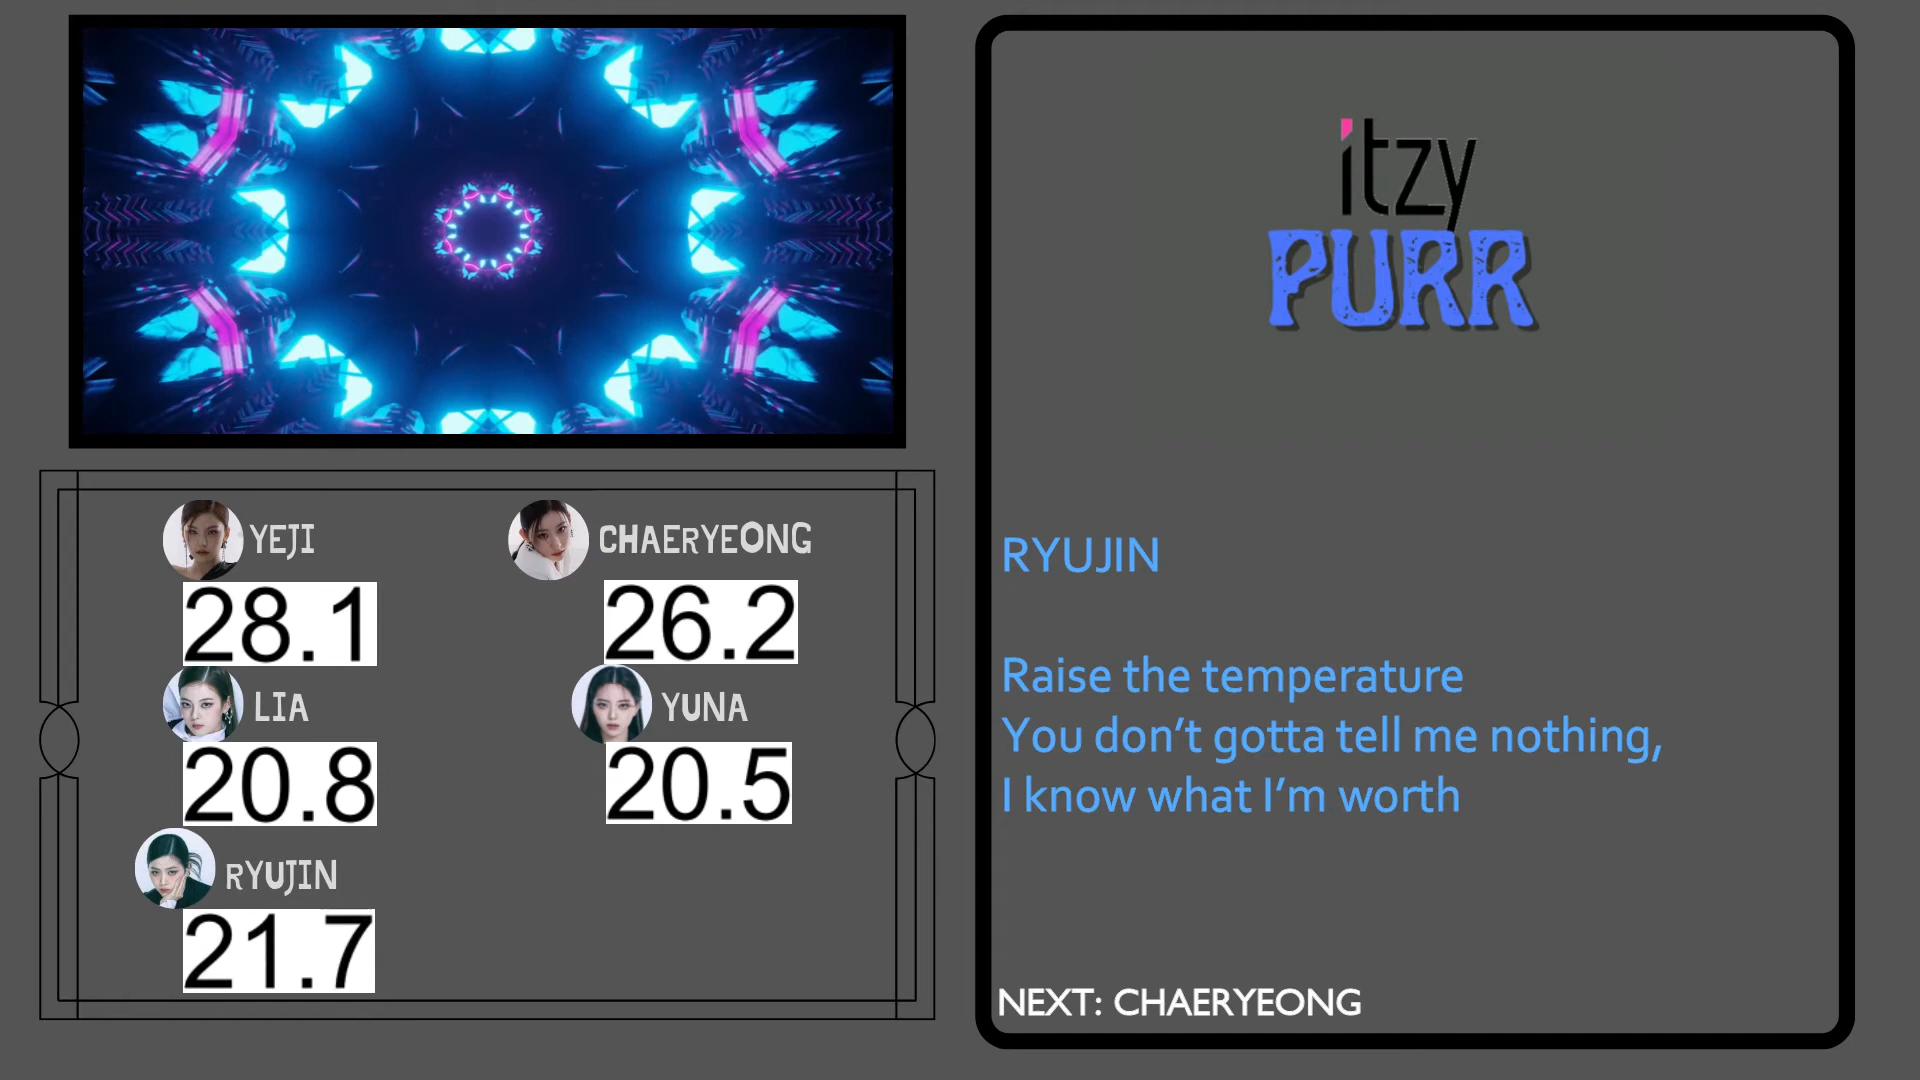 itzy
PURR
YEJI
28.1
CHAERYEONG
26.2
LIA
20.8
YUNA
20.5
RYUJIN
21.7
RYUJIN
Raise the temperature
You don’t gotta tell me nothing,
I know what I’m worth
NEXT: CHAERYEONG